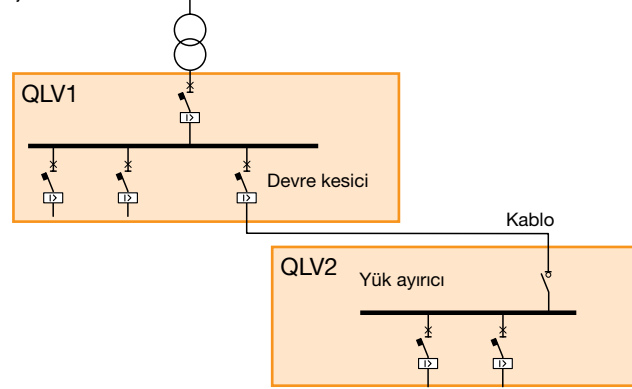 QLV1
I>
I>
I>
I>
Devre kesici
Kablo
QLV2
Yük ayırıcı
I>
I>